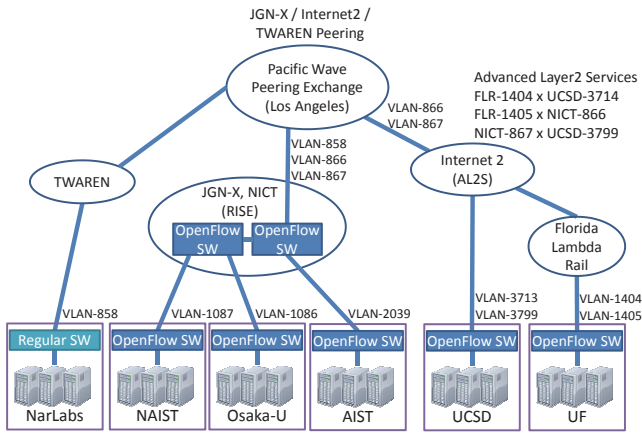 JGN-X / Internet2 /
TWAREN Peering
Pacific Wave
Peering Exchange
(Los Angeles)
VLAN-866
VLAN-867
Advanced Layer2 Services
FLR-1404 x UCSD-3714
FLR-1405 x NICT-866
NICT-867 x UCSD-3799
VLAN-858
VLAN-866
VLAN-867
Internet 2
(AL2S)
TWAREN
JGN-X, NICT
(RISE)
OpenFlow
SW
OpenFlow
SW
Florida
Lambda
Rail
VLAN-858
VLAN-1087
VLAN-1086
VLAN-2039
VLAN-3713
VLAN-3799
VLAN-1404
VLAN-1405
Regular SW
OpenFlow SW
OpenFlow SW
OpenFlow SW
OpenFlow SW
OpenFlow SW
NarLabs
NAIST
Osaka-U
AIST
UCSD
UF